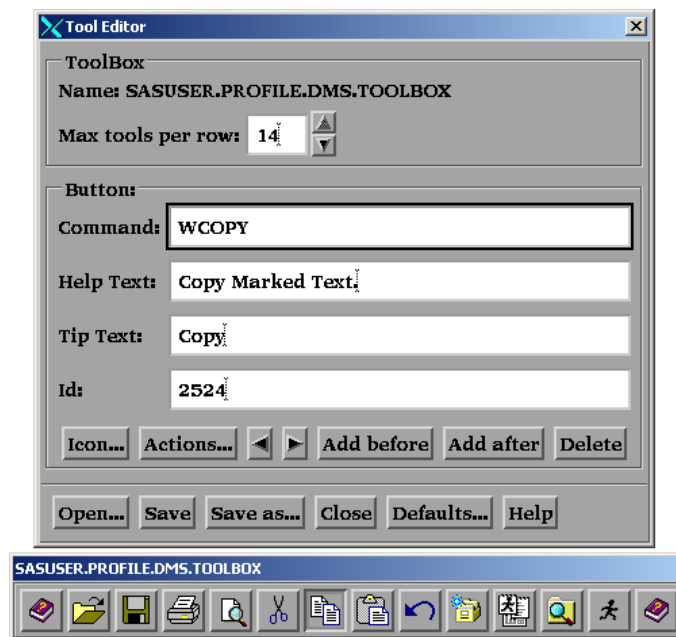 Tool Editor
ToolBox
Name: SASUSER.PROFILE.DMS.TOOLBOX
Max tools per row: 14
Button:
Command: WCOPY
Help Text: Copy Marked Text.
Tip Text: Copy
Id: 2524
Icon... Actions... Add before Add after Delete
Open... Save Save as... Close Defaults... Help
SASUSER.PROFILE.DMS.TOOLBOX